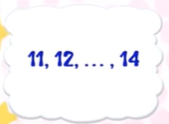 11, 12, ... , 14